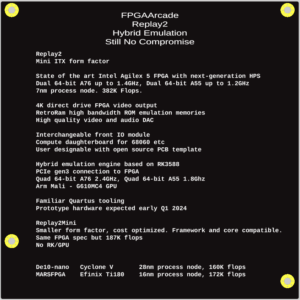 FPGAArcade
Replay2
Hybrid Emulation
Still No Compromise
Replay2
Mini ITX form factor
State of the art Intel Agilex 5 FPGA with next-generation HPS
Dual 64-bit A76 up to 1.4GHz, Dual 64-bit A55 up to 1.2GHz
7nm process node. 382K Flops.
4K direct drive FPGA video output
RetroRam high bandwidth ROM emulation memories
High quality video and audio DAC
Interchangeable front IO module
Compute daughterboard for 68060 etc
User designable with open source PCB template
Hybrid emulation engine based on RK3588
PCIe gen3 connection to FPGA
Quad 64-bit A76 2.4GHz, Quad 64-bit A55 1.8Ghz
Arm Mali - G610MC4 GPU
Familiar Quartus tooling
Prototype hardware expected early Q1 2024
Replay2Mini
Smaller form factor, cost optimized. Framework and core compatible.
Same FPGA spec but 187K flops
No RK/GPU
De10-nano Cyclone V 28nm process node, 160K flops
MARSFPGA Efinix Ti180 16nm process node, 172K flops